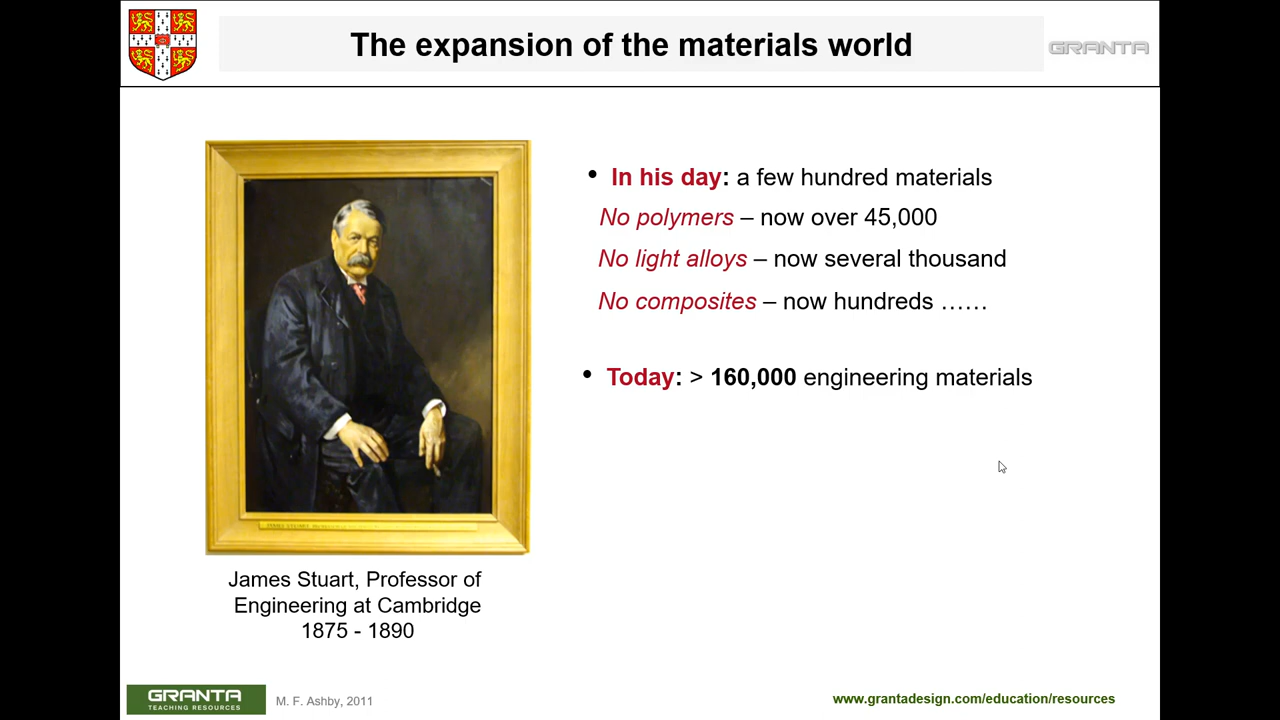 The expansion of the materials world
GRANTA
• In his day: a few hundred materials
No polymers – now over 45,000
No light alloys – now several thousand
No composites – now hundreds ……
• Today: > 160,000 engineering materials
James Stuart, Professor of
Engineering at Cambridge
1875 - 1890
GRANTA
TEACHING RESOURCES
M. F. Ashby, 2011
www.grantadesign.com/education/resources